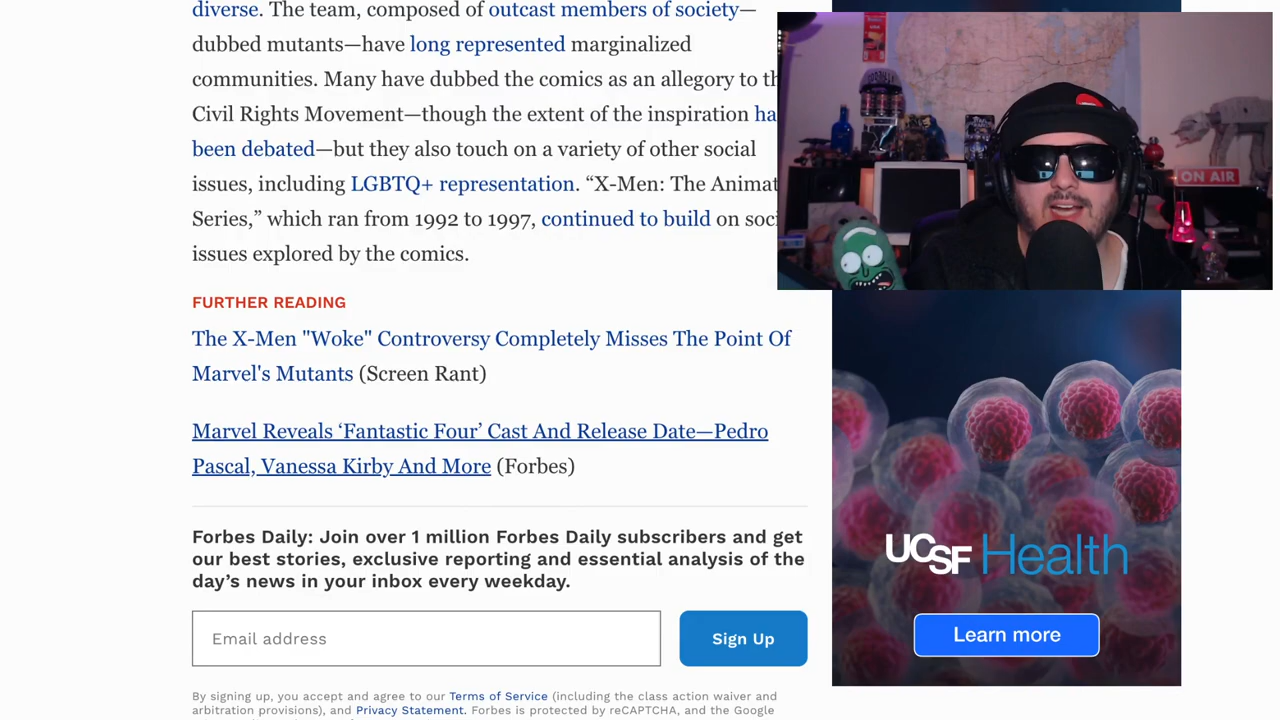 diverse. The team, composed of outcast members of society—
dubbed mutants—have long represented marginalized
communities. Many have dubbed the comics as an allegory to th
Civil Rights Movement—though the extent of the inspiration ha
been debated—but they also touch on a variety of other social
issues, including LGBTQ+ representation. “X-Men: The Animat
Series,” which ran from 1992 to 1997, continued to build on soci
issues explored by the comics.
FURTHER READING
The X-Men "Woke" Controversy Completely Misses The Point Of
Marvel's Mutants (Screen Rant)
Marvel Reveals ‘Fantastic Four’ Cast And Release Date—Pedro
Pascal, Vanessa Kirby And More (Forbes)
Forbes Daily: Join over 1 million Forbes Daily subscribers and get
our best stories, exclusive reporting and essential analysis of the
day’s news in your inbox every weekday.
Email address
Sign Up
By signing up, you accept and agree to our Terms of Service (including the class action waiver and
arbitration provisions), and Privacy Statement. Forbes is protected by reCAPTCHA, and the Google
ON AIR
UCSF Health
Learn more